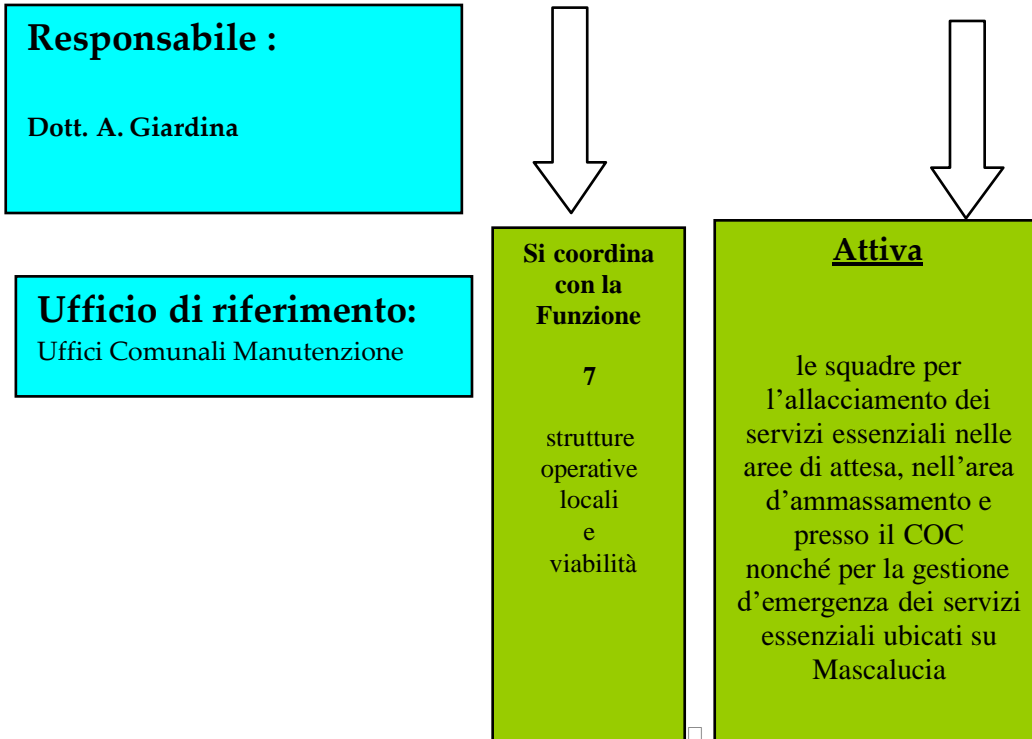 Responsabile :
Dott. A. Giardina
Ufficio di riferimento:
Uffici Comunali Manutenzione
Si coordina
con la
Funzione
7
strutture
operative
locali
e
viabilità
Attiva
le squadre per
l’allacciamento dei
servizi essenziali nelle
aree di attesa, nell’area
d’ammassamento e
presso il COC
nonché per la gestione
d’emergenza dei servizi
essenziali ubicati su
Mascalucia